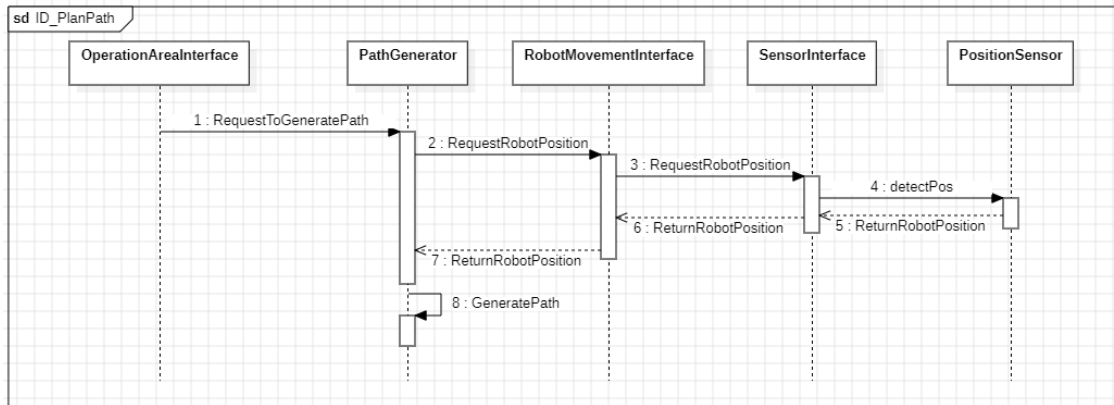 sd ID_PlanPath
OperationAreaInterface
PathGenerator
RobotMovementInterface
SensorInterface
PositionSensor
1 : RequestToGeneratePath
2 : RequestRobotPosition
3 : RequestRobotPosition
4 : detectPos
5 : ReturnRobotPosition
6 : ReturnRobotPosition
7 : ReturnRobotPosition
8 : GeneratePath